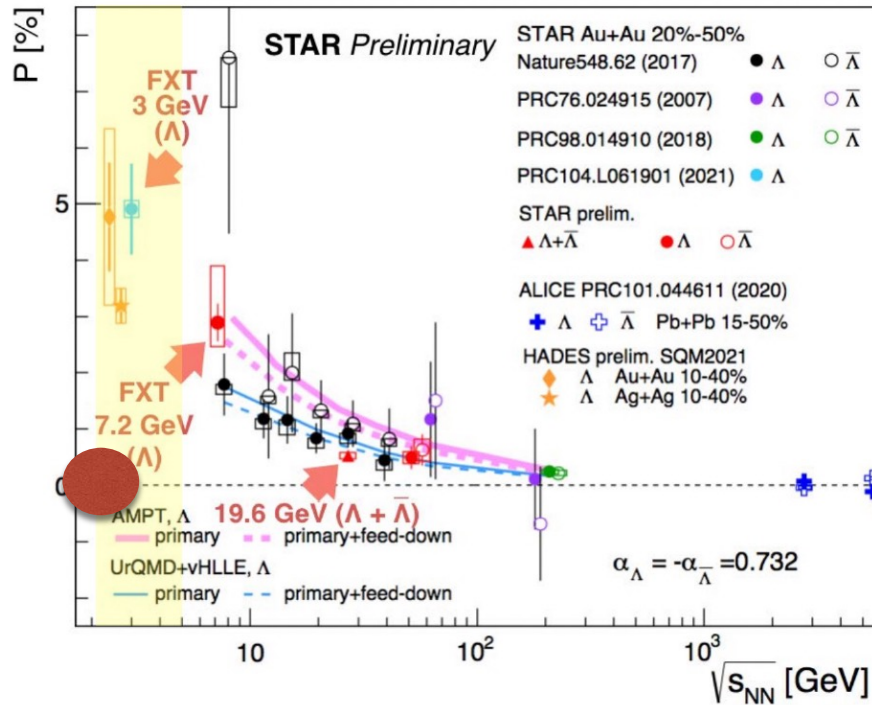 P [%]
STAR Preliminary
STAR Au+Au 20%-50%
Nature548.62 (2017) Λ Λ̅
PRC76.024915 (2007) Λ Λ̅
PRC98.014910 (2018) Λ Λ̅
PRC104.L061901 (2021) Λ
STAR prelim.
Λ+Λ̅ Λ Λ̅
ALICE PRC101.044611 (2020)
Λ Λ̅ Pb+Pb 15-50%
HADES prelim. SQM2021
Λ Au+Au 10-40%
Λ Ag+Ag 10-40%
FXT
3 GeV
(Λ)
5
FXT
7.2 GeV
(Λ)
0
19.6 GeV (Λ + Λ̅)
AMPT, Λ
primary primary+feed-down
UrQMD+vHLLE, Λ
primary primary+feed-down
α_Λ = -α_Λ̅ =0.732
10 10² 10³
√s_NN [GeV]